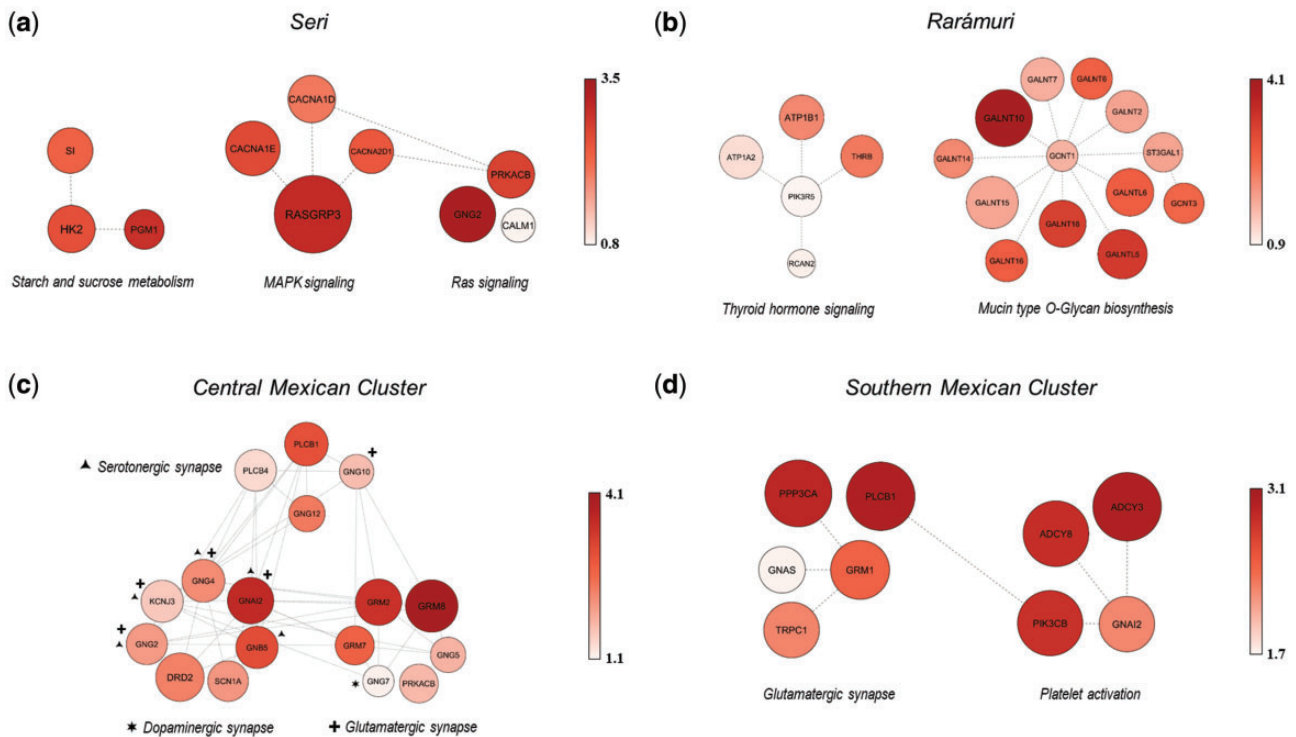 (a)
Seri
SI
HK2
PGM1
Starch and sucrose metabolism
CACNA1D
CACNA1E
CACNA2D1
RASGRP3
MAPK signaling
PRKACB
GNG2
CALM1
Ras signaling
3.5
0.8
(b)
Rarámuri
ATP1B1
ATP1A2
THRB
PIK3R5
RCAN2
Thyroid hormone signaling
GALNT7
GALNT6
GALNT10
GALNT2
GALNT14
GCNT1
ST3GAL1
GALNT15
GALNTL6
GCNT3
GALNT18
GALNT16
GALNTL5
Mucin type O-Glycan biosynthesis
4.1
0.9
(c)
Central Mexican Cluster
Serotonergic synapse
PLCB1
PLCB4
GNG10
GNG12
GNG4
KCNJ3
GNAI2
GRM2
GRM8
GNG2
GNB5
GRM7
GNG5
DRD2
SCN1A
GNG7
PRKACB
Dopaminergic synapse
Glutamatergic synapse
4.1
1.1
(d)
Southern Mexican Cluster
PPP3CA
PLCB1
GNAS
GRM1
TRPC1
Glutamatergic synapse
ADCY3
ADCY8
PIK3CB
GNAI2
Platelet activation
3.1
1.7